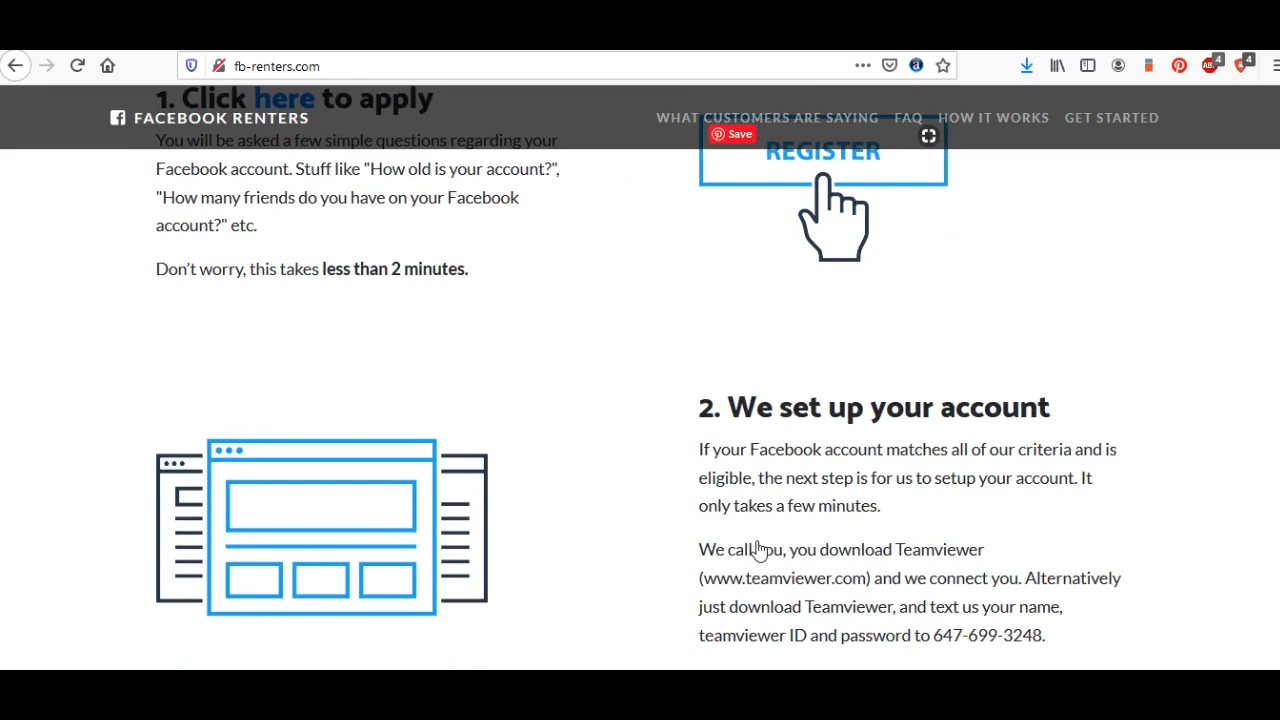 fb-renters.com
4
4
1. Click here to apply
FACEBOOK RENTERS
WHAT CUSTOMERS ARE SAYING FAQ HOW IT WORKS GET STARTED
Save
REGISTER
You will be asked a few simple questions regarding your
Facebook account. Stuff like "How old is your account?",
"How many friends do you have on your Facebook
account?" etc.
Don't worry, this takes less than 2 minutes.
2. We set up your account
If your Facebook account matches all of our criteria and is
eligible, the next step is for us to setup your account. It
only takes a few minutes.
We call you, you download Teamviewer
(www.teamviewer.com) and we connect you. Alternatively
just download Teamviewer, and text us your name,
teamviewer ID and password to 647-699-3248.